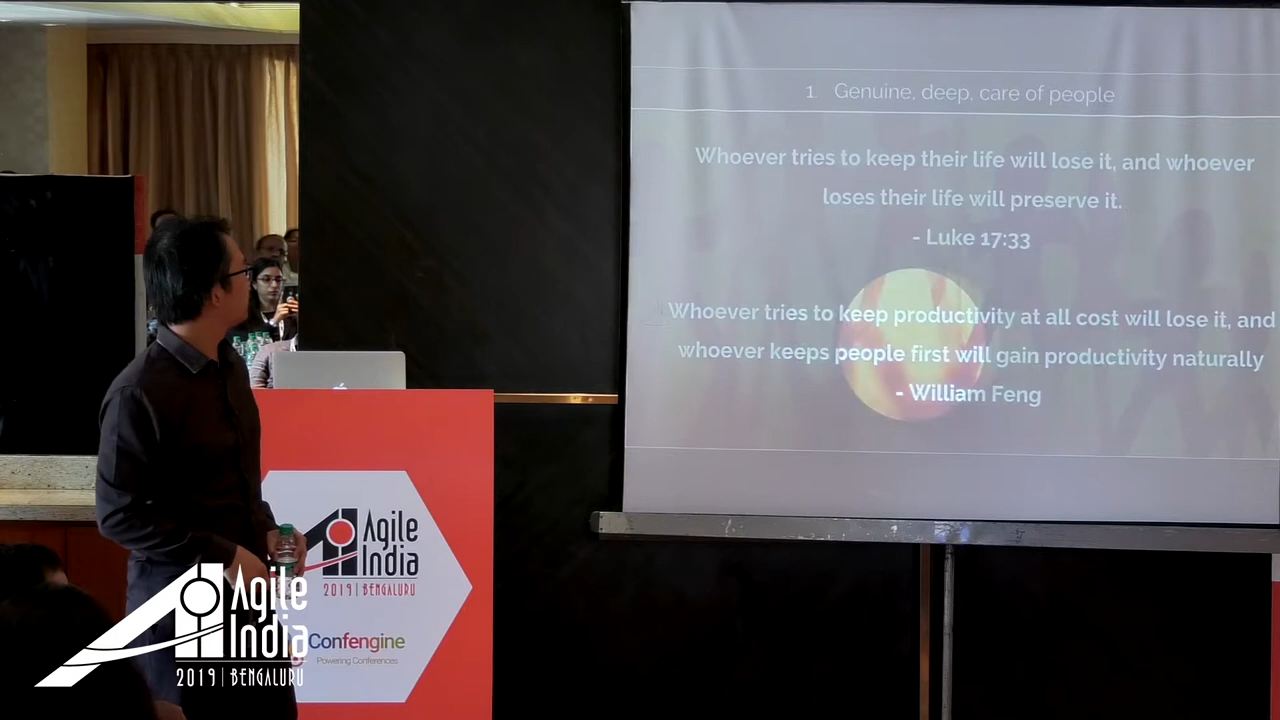 1. Genuine, deep, care of people
Whoever tries to keep their life will lose it, and whoever
loses their life will preserve it.
- Luke 17:33
Whoever tries to keep productivity at all cost will lose it, and
whoever keeps people first will gain productivity naturally
- William Feng
Agile
India
2019 | BENGALURU
Confengine
Powering Conferences
Agile
India
2019 | BENGALURU